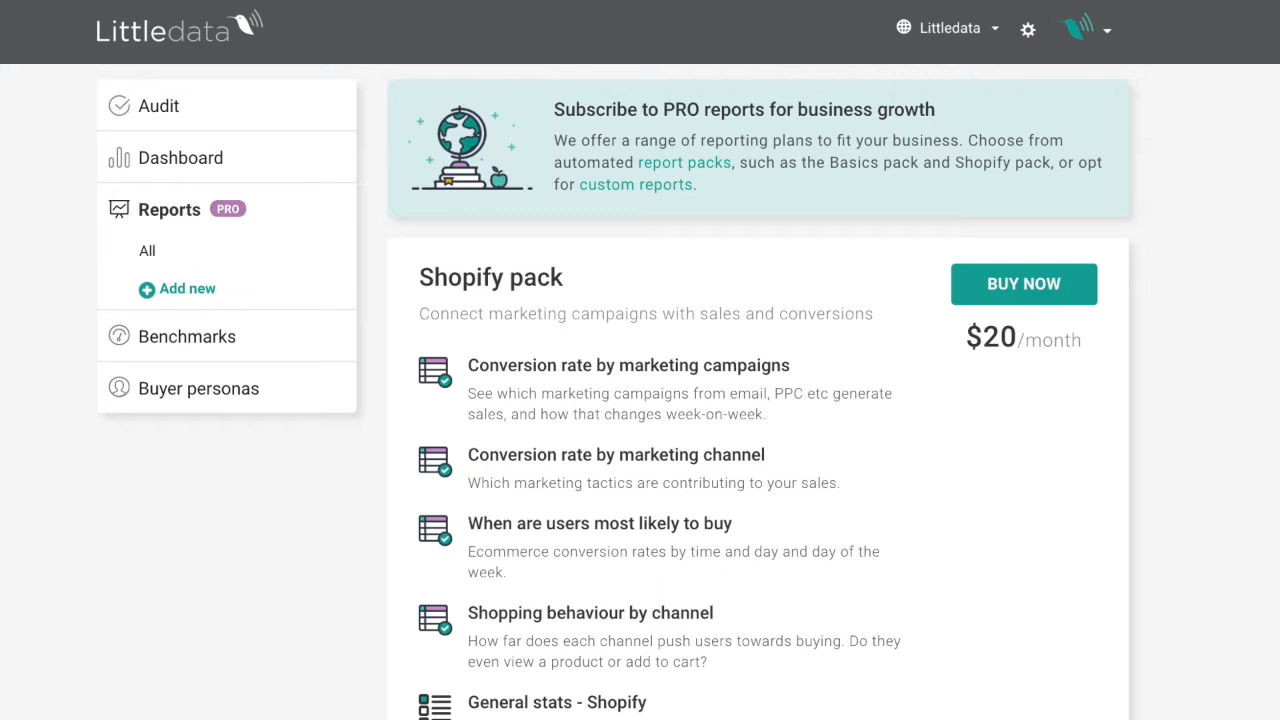 Littledata
Littledata
Audit
Dashboard
Reports PRO
All
Add new
Benchmarks
Buyer personas
Subscribe to PRO reports for business growth
We offer a range of reporting plans to fit your business. Choose from
automated report packs, such as the Basics pack and Shopify pack, or opt
for custom reports.
Shopify pack
BUY NOW
Connect marketing campaigns with sales and conversions
$20/month
Conversion rate by marketing campaigns
See which marketing campaigns from email, PPC etc generate
sales, and how that changes week-on-week.
Conversion rate by marketing channel
Which marketing tactics are contributing to your sales.
When are users most likely to buy
Ecommerce conversion rates by time and day and day of the
week.
Shopping behaviour by channel
How far does each channel push users towards buying. Do they
even view a product or add to cart?
General stats - Shopify